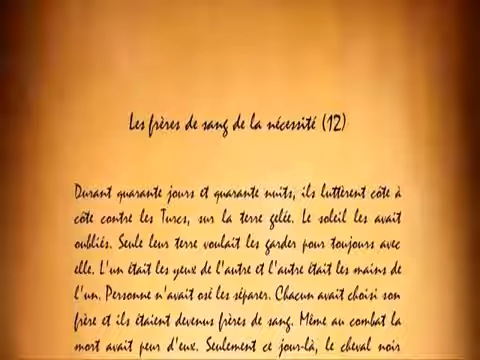 Les frères de sang de la nécessité (12)
Durant quarante jours et quarante nuits, ils luttèrent côte à
côte contre les Turcs, sur la terre gelée. Le soleil les avait
oubliés. Seule leur terre voulait les garder pour toujours avec
elle. L'un était les yeux de l'autre et l'autre était les mains de
l'un. Personne n'avait osé les séparer. Chacun avait choisi son
frère et ils étaient devenus frères de sang. Même au combat la
mort avait peur d'eux. Seulement ce jour-là, le cheval noir